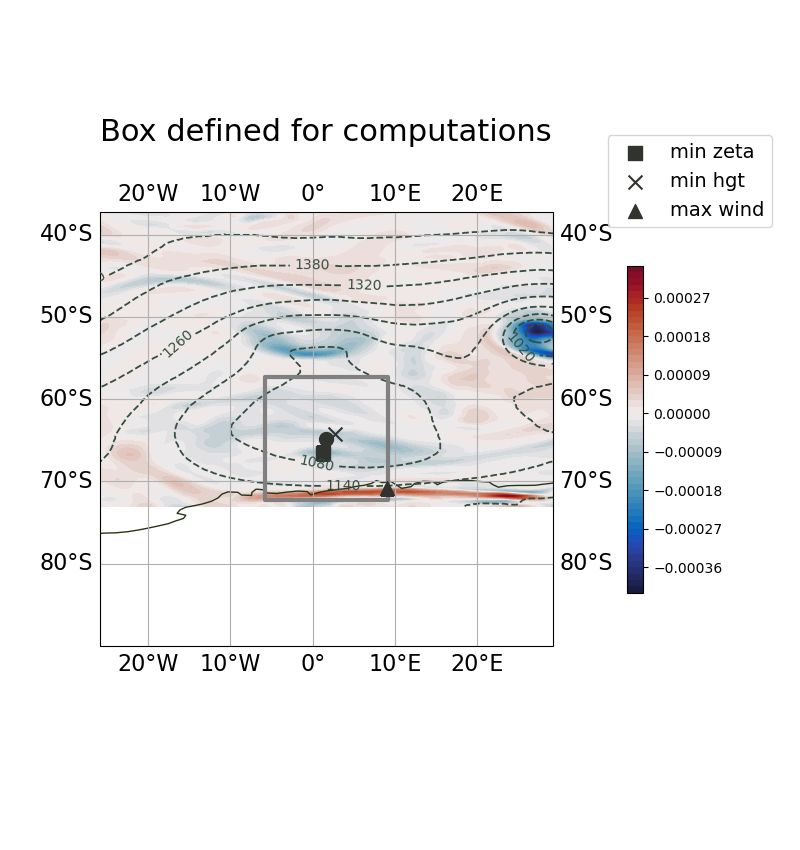 Box defined for computations
min zeta
min hgt
max wind
20°W 10°W 0° 10°E 20°E
40°S 40°S
50°S 50°S
60°S 60°S
70°S 70°S
80°S 80°S
1380
1320
1260
1020
1080
1140
20°W 10°W 0° 10°E 20°E
0.00027
0.00018
0.00009
0.00000
−0.00009
−0.00018
−0.00027
−0.00036